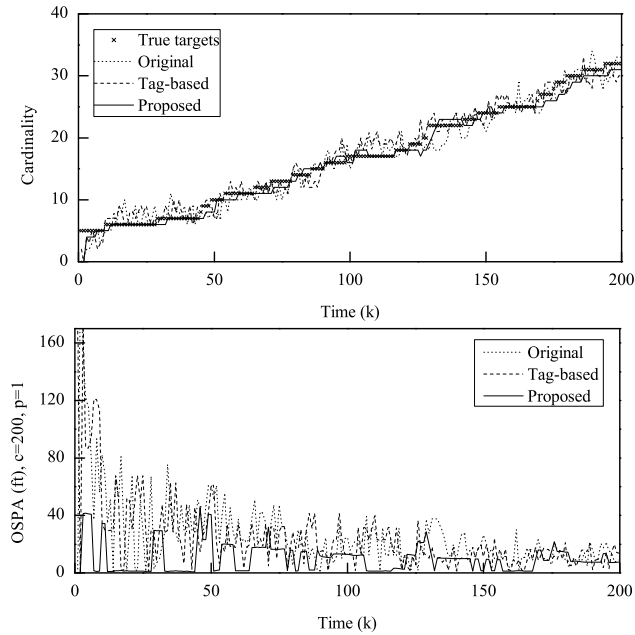 40
30
20
10
0
Cardinality
True targets
Original
Tag-based
Proposed
0 50 100 150 200
Time (k)
160
120
80
40
0
OSPA (ft), c=200, p=1
Original
Tag-based
Proposed
0 50 100 150 200
Time (k)